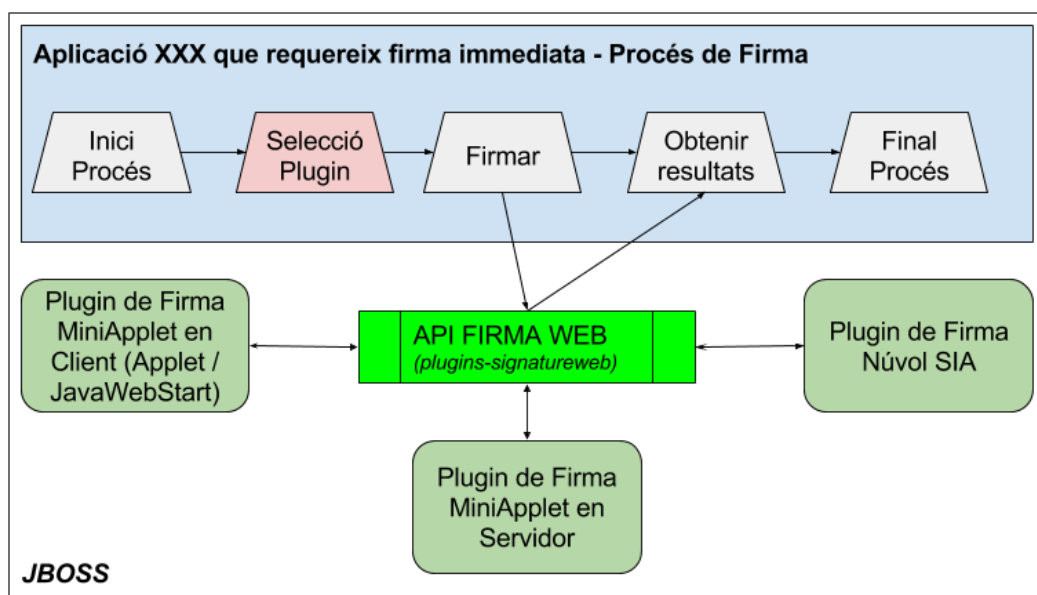 Aplicació XXX que requereix firma immediata - Procés de Firma
Inici
Procés
Selecció
Plugin
Firmar
Obtenir
resultats
Final
Procés
Plugin de Firma
MiniApplet en
Client (Applet /
JavaWebStart)
API FIRMA WEB
(plugins-signatureweb)
Plugin de Firma
Núvol SIA
Plugin de Firma
MiniApplet en
Servidor
JBOSS